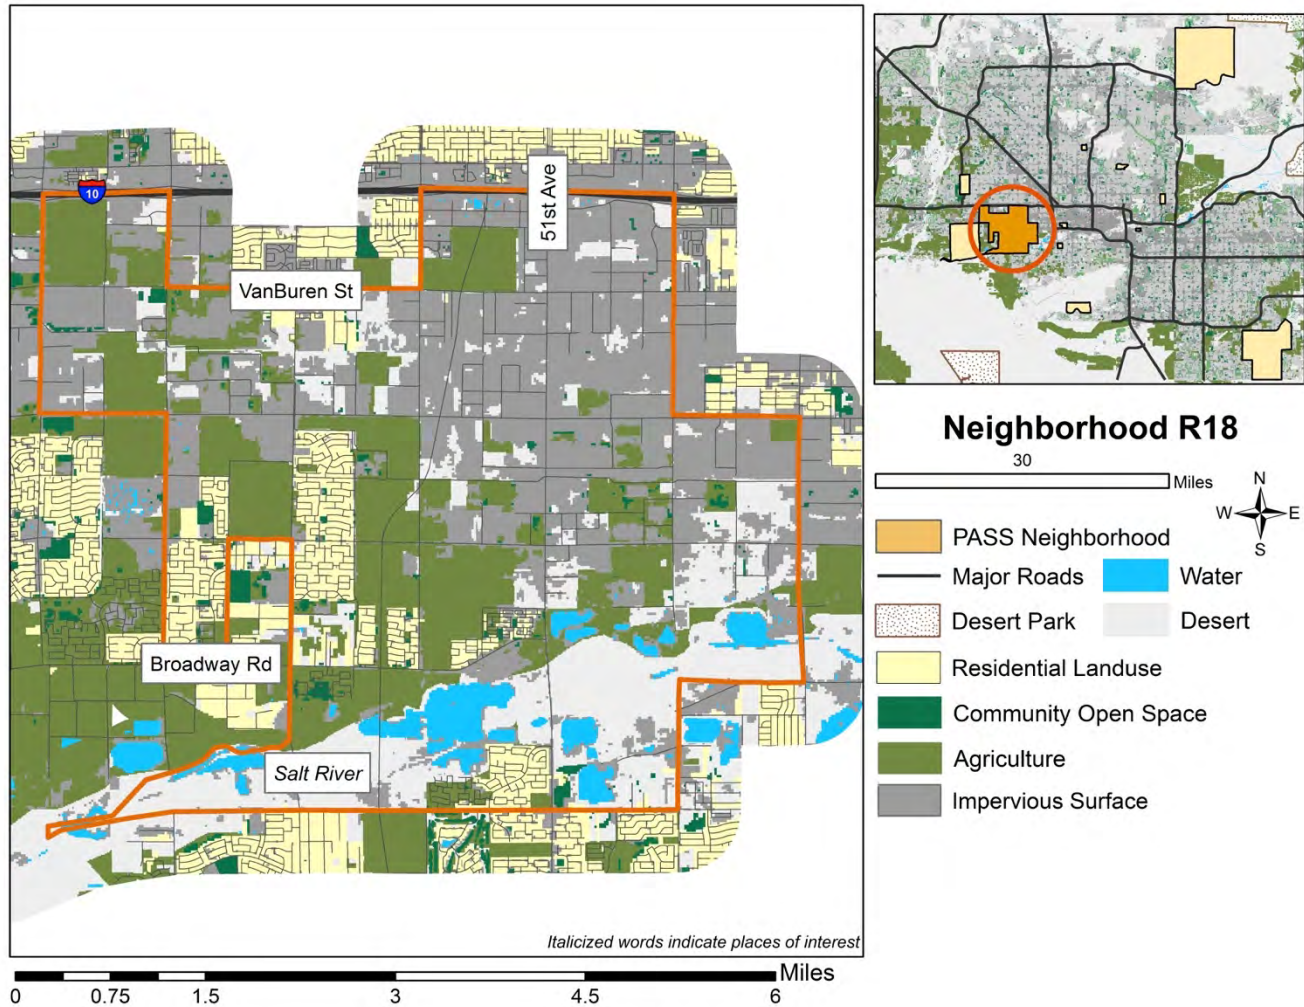 10
51st Ave
VanBuren St
Broadway Rd
Salt River
Italicized words indicate places of interest
0 0.75 1.5 3 4.5 6 Miles
Neighborhood R18
30
Miles
N
W E
S
PASS Neighborhood
Major Roads Water
Desert Park Desert
Residential Landuse
Community Open Space
Agriculture
Impervious Surface